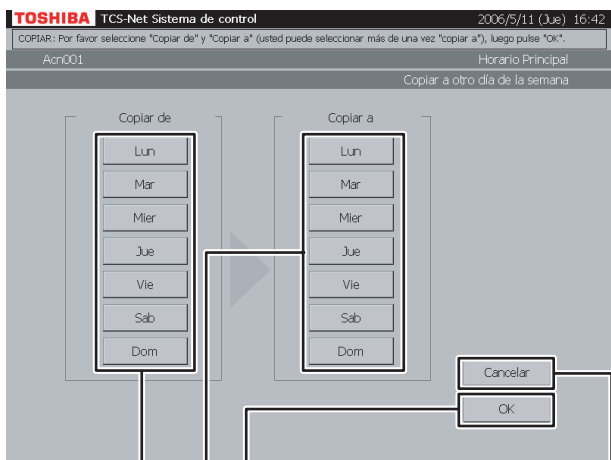 TOSHIBA TCS-Net Sistema de control 2006/5/11 (Jue) 16:42
COPIAR: Por favor seleccione "Copiar de" y "Copiar a" (usted puede seleccionar más de una vez "copiar a"), luego pulse "OK".
Acn001 Horario Principal
Copiar a otro día de la semana
Copiar de Copiar a
Lun Lun
Mar Mar
Mier Mier
Jue Jue
Vie Vie
Sab Sab
Dom Dom
Cancelar
OK